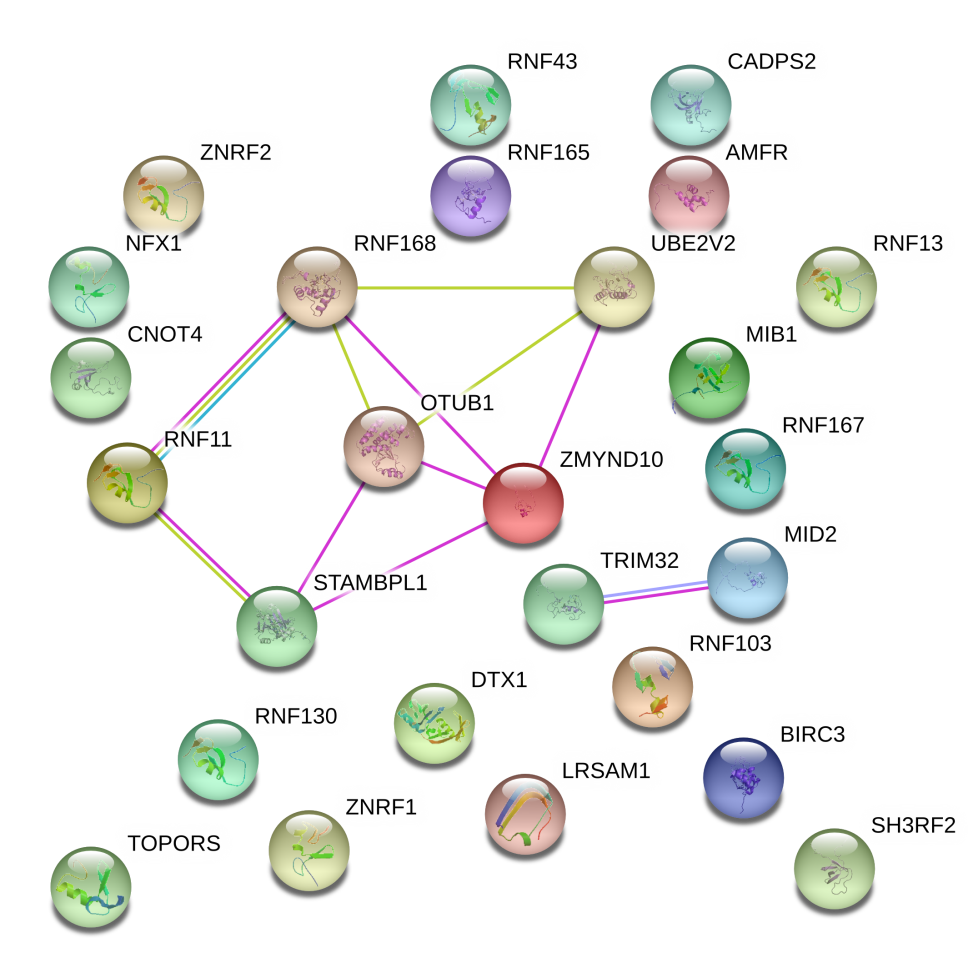 RNF43
CADPS2
ZNRF2
RNF165
AMFR
NFX1
RNF168
UBE2V2
RNF13
CNOT4
MIB1
OTUB1
RNF11
RNF167
ZMYND10
MID2
TRIM32
STAMBPL1
RNF103
DTX1
RNF130
BIRC3
LRSAM1
ZNRF1
SH3RF2
TOPORS